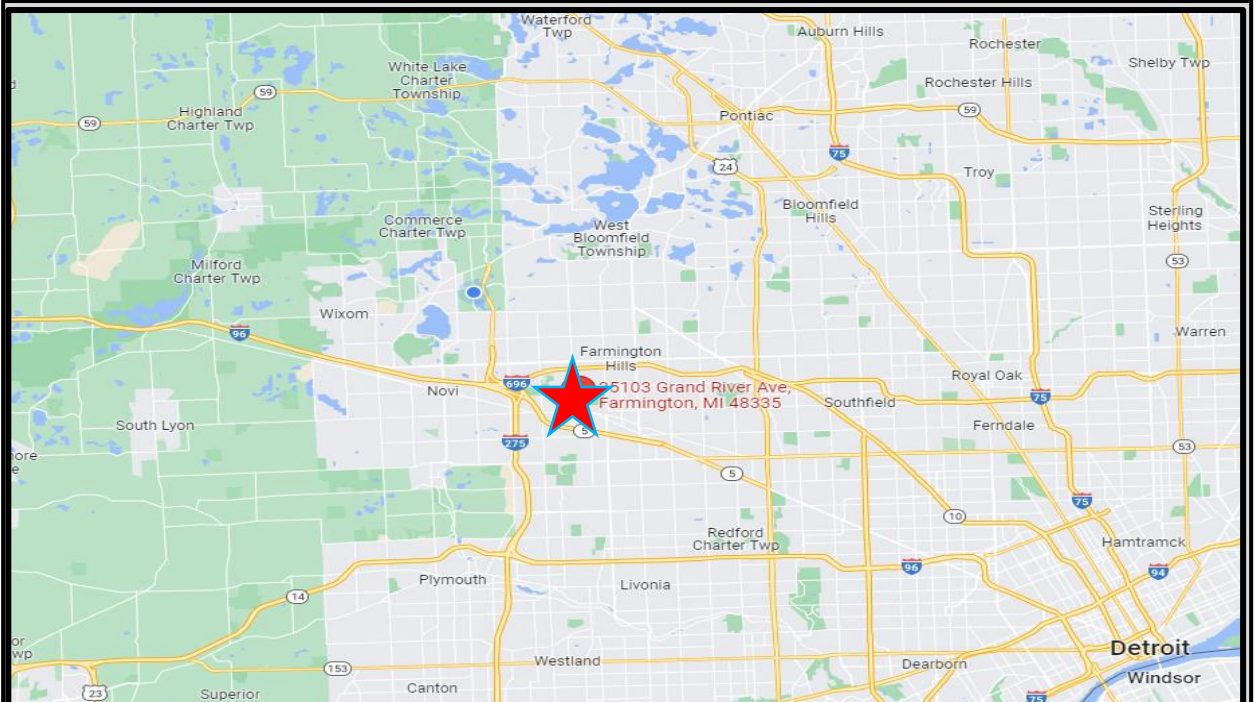 Waterford
Twp
Auburn Hills
Rochester
Shelby Twp
White Lake
Charter
Township
Rochester Hills
59
Highland
Charter Twp
59
59
Pontiac
75
24
Troy
Bloomfield
Hills
Sterling
Heights
Commerce
Charter Twp
West
Bloomfield
Township
53
Milford
Charter Twp
Wixom
96
Warren
Farmington
Hills
Novi
696
Royal Oak
Grand River Ave,
Farmington, MI 48335
Southfield
75
South Lyon
5
Ferndale
275
53
5
75
10
Redford
Charter Twp
Hamtramck
96
94
Plymouth
Livonia
14
Detroit
Westland
Dearborn
153
Windsor
Canton
23
Superior
75